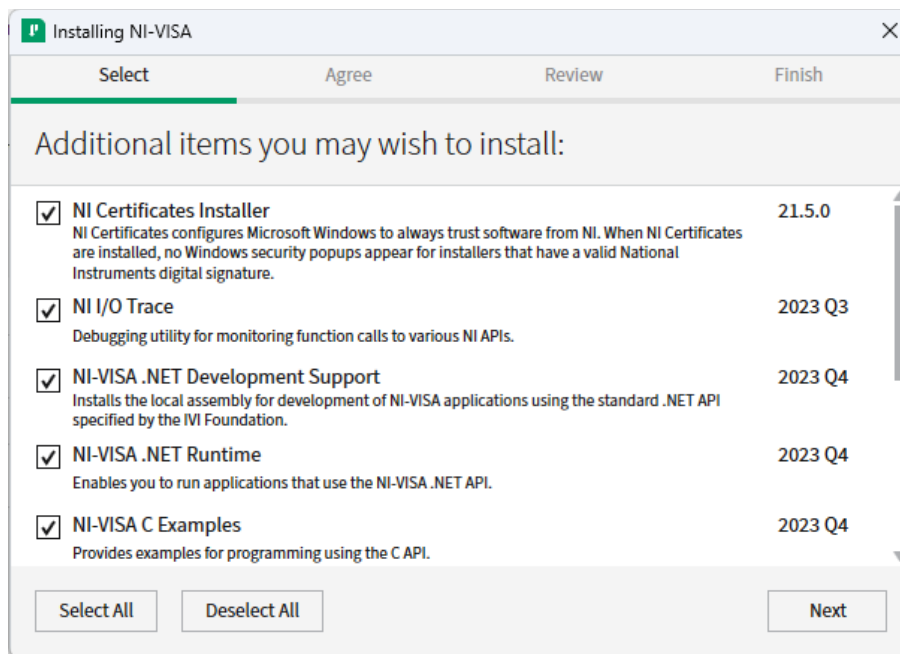 Installing NI-VISA
Select Agree Review Finish
Additional items you may wish to install:
NI Certificates Installer 21.5.0
NI Certificates configures Microsoft Windows to always trust software from NI. When NI Certificates
are installed, no Windows security popups appear for installers that have a valid National
Instruments digital signature.
NI I/O Trace 2023 Q3
Debugging utility for monitoring function calls to various NI APIs.
NI-VISA .NET Development Support 2023 Q4
Installs the local assembly for development of NI-VISA applications using the standard .NET API
specified by the IVI Foundation.
NI-VISA .NET Runtime 2023 Q4
Enables you to run applications that use the NI-VISA .NET API.
NI-VISA C Examples 2023 Q4
Provides examples for programming using the C API.
Select All Deselect All Next